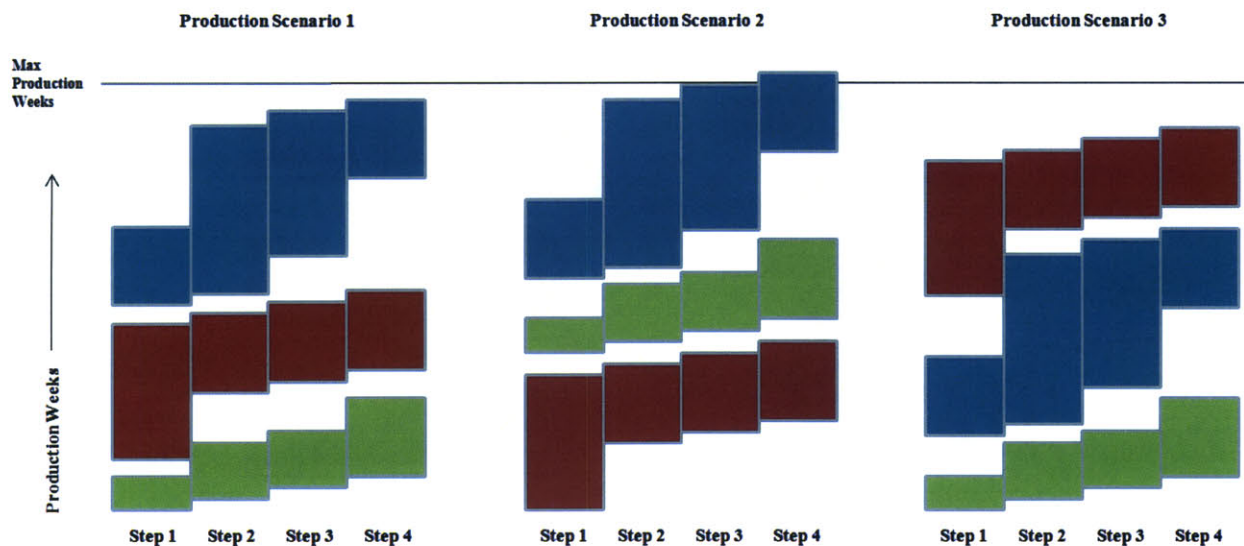 Production Scenario 1
Production Scenario 2
Production Scenario 3
Max
Production
Weeks
Production Weeks
Step 1 Step 2 Step 3 Step 4
Step 1 Step 2 Step 3 Step 4
Step 1 Step 2 Step 3 Step 4